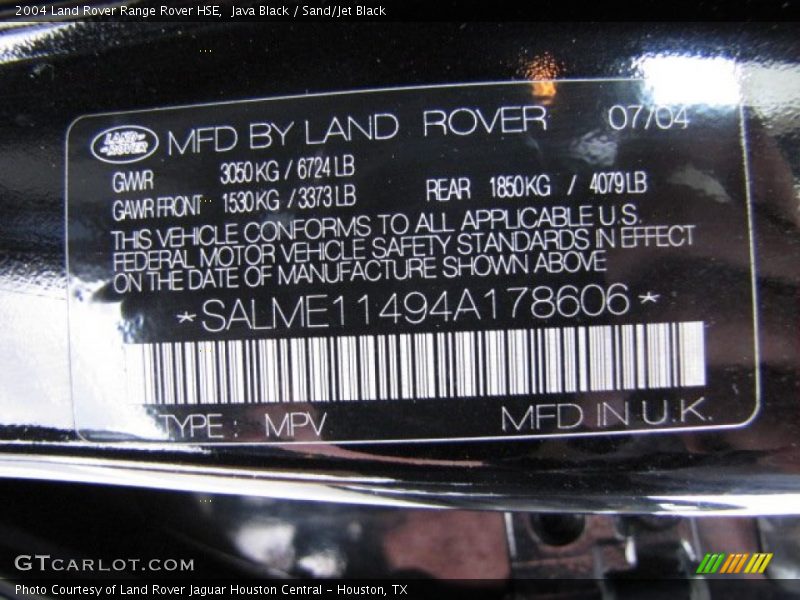 2004 Land Rover Range Rover HSE, Java Black / Sand/Jet Black
LAND ROVER MFD BY LAND ROVER 07/04
GWR 3050 KG / 6724 LB
GAWR FRONT 1530 KG / 3373 LB REAR 1850 KG / 4079 LB
THIS VEHICLE CONFORMS TO ALL APPLICABLE U.S.
FEDERAL MOTOR VEHICLE SAFETY STANDARDS IN EFFECT
ON THE DATE OF MANUFACTURE SHOWN ABOVE
*SALME11494A178606*
TYPE : MPV MFD IN U.K.
GTCARLOT.COM
Photo Courtesy of Land Rover Jaguar Houston Central - Houston, TX